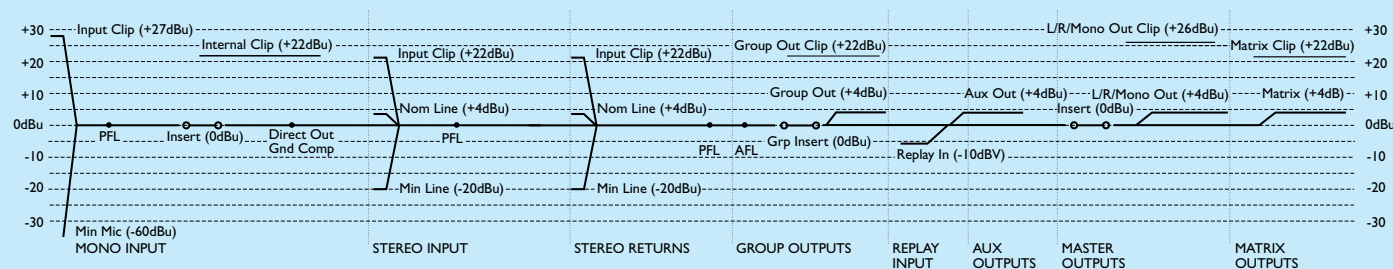 +30
+20
+10
0dBu
-10
-20
-30
Input Clip (+27dBu)
Internal Clip (+22dBu)
PFL
Insert (0dBu)
Direct Out
Gnd Comp
Min Mic (-60dBu)
MONO INPUT
Input Clip (+22dBu)
Nom Line (+4dBu)
PFL
Min Line (-20dBu)
STEREO INPUT
Input Clip (+22dBu)
Nom Line (+4dBu)
PFL
Min Line (-20dBu)
STEREO RETURNS
Group Out Clip (+22dBu)
Group Out (+4dBu)
AFL
Grp Insert (0dBu)
GROUP OUTPUTS
Replay In (-10dBV)
REPLAY
INPUT
Aux Out (+4dBu)
AUX
OUTPUTS
L/R/Mono Out Clip (+26dBu)
L/R/Mono Out (+4dBu)
Insert (0dBu)
MASTER
OUTPUTS
Matrix Clip (+22dBu)
Matrix (+4dB)
MATRIX
OUTPUTS
+30
+20
+10
0dBu
-10
-20
-30